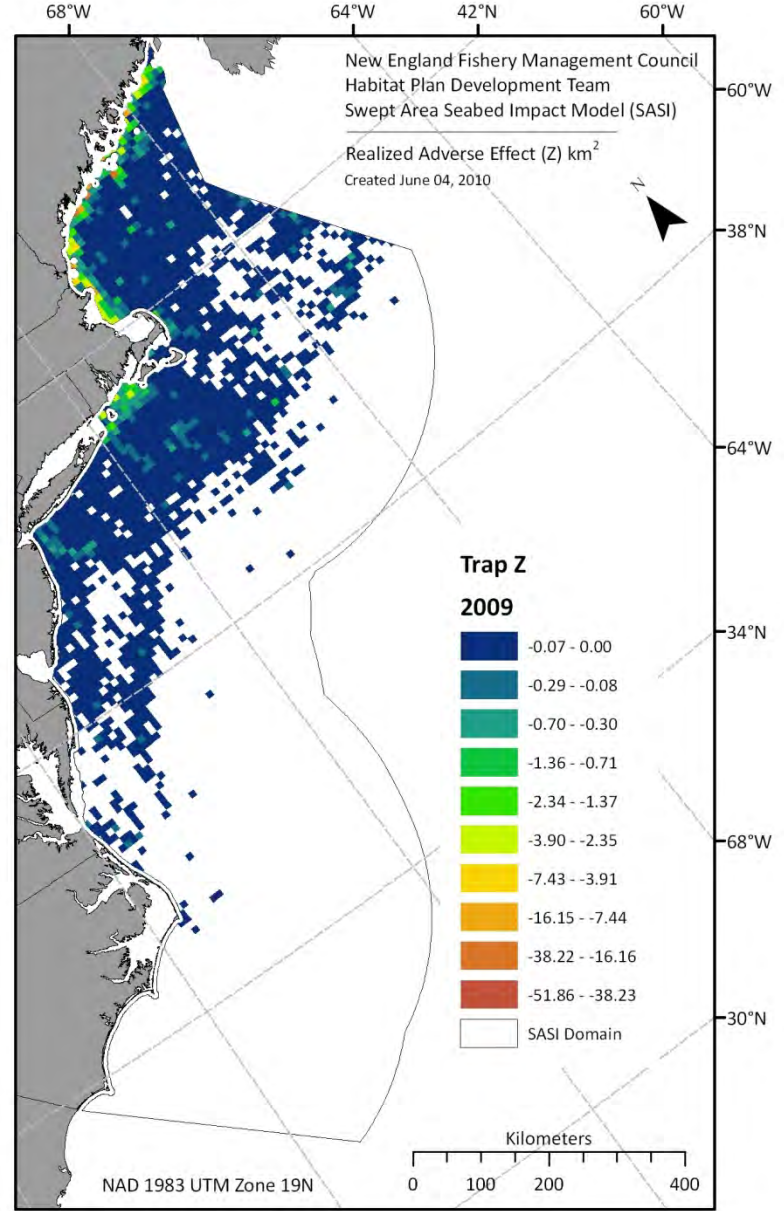 68°W 64°W 42°N 60°W
New England Fishery Management Council
Habitat Plan Development Team
Swept Area Seabed Impact Model (SASI)
Realized Adverse Effect (Z) km²
Created June 04, 2010
N
60°W
38°N
64°W
34°N
68°W
30°N
Trap Z
2009
-0.07 - 0.00
-0.29 - -0.08
-0.70 - -0.30
-1.36 - -0.71
-2.34 - -1.37
-3.90 - -2.35
-7.43 - -3.91
-16.15 - -7.44
-38.22 - -16.16
-51.86 - -38.23
SASI Domain
Kilometers
0 100 200 400
NAD 1983 UTM Zone 19N